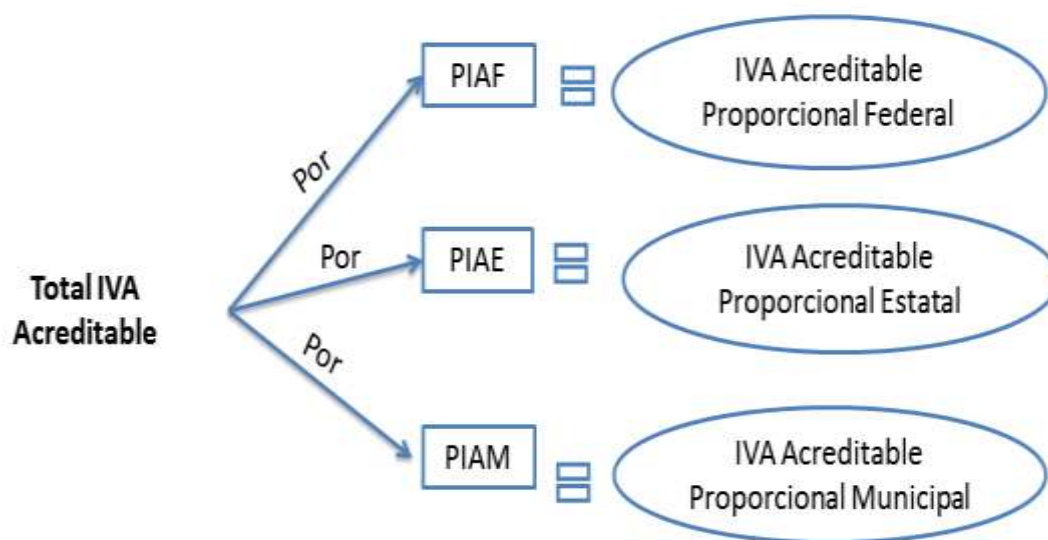 Total IVA
Acreditable
Por
PIAF
IVA Acreditable
Proporcional Federal
Por
PIAE
IVA Acreditable
Proporcional Estatal
Por
PIAM
IVA Acreditable
Proporcional Municipal